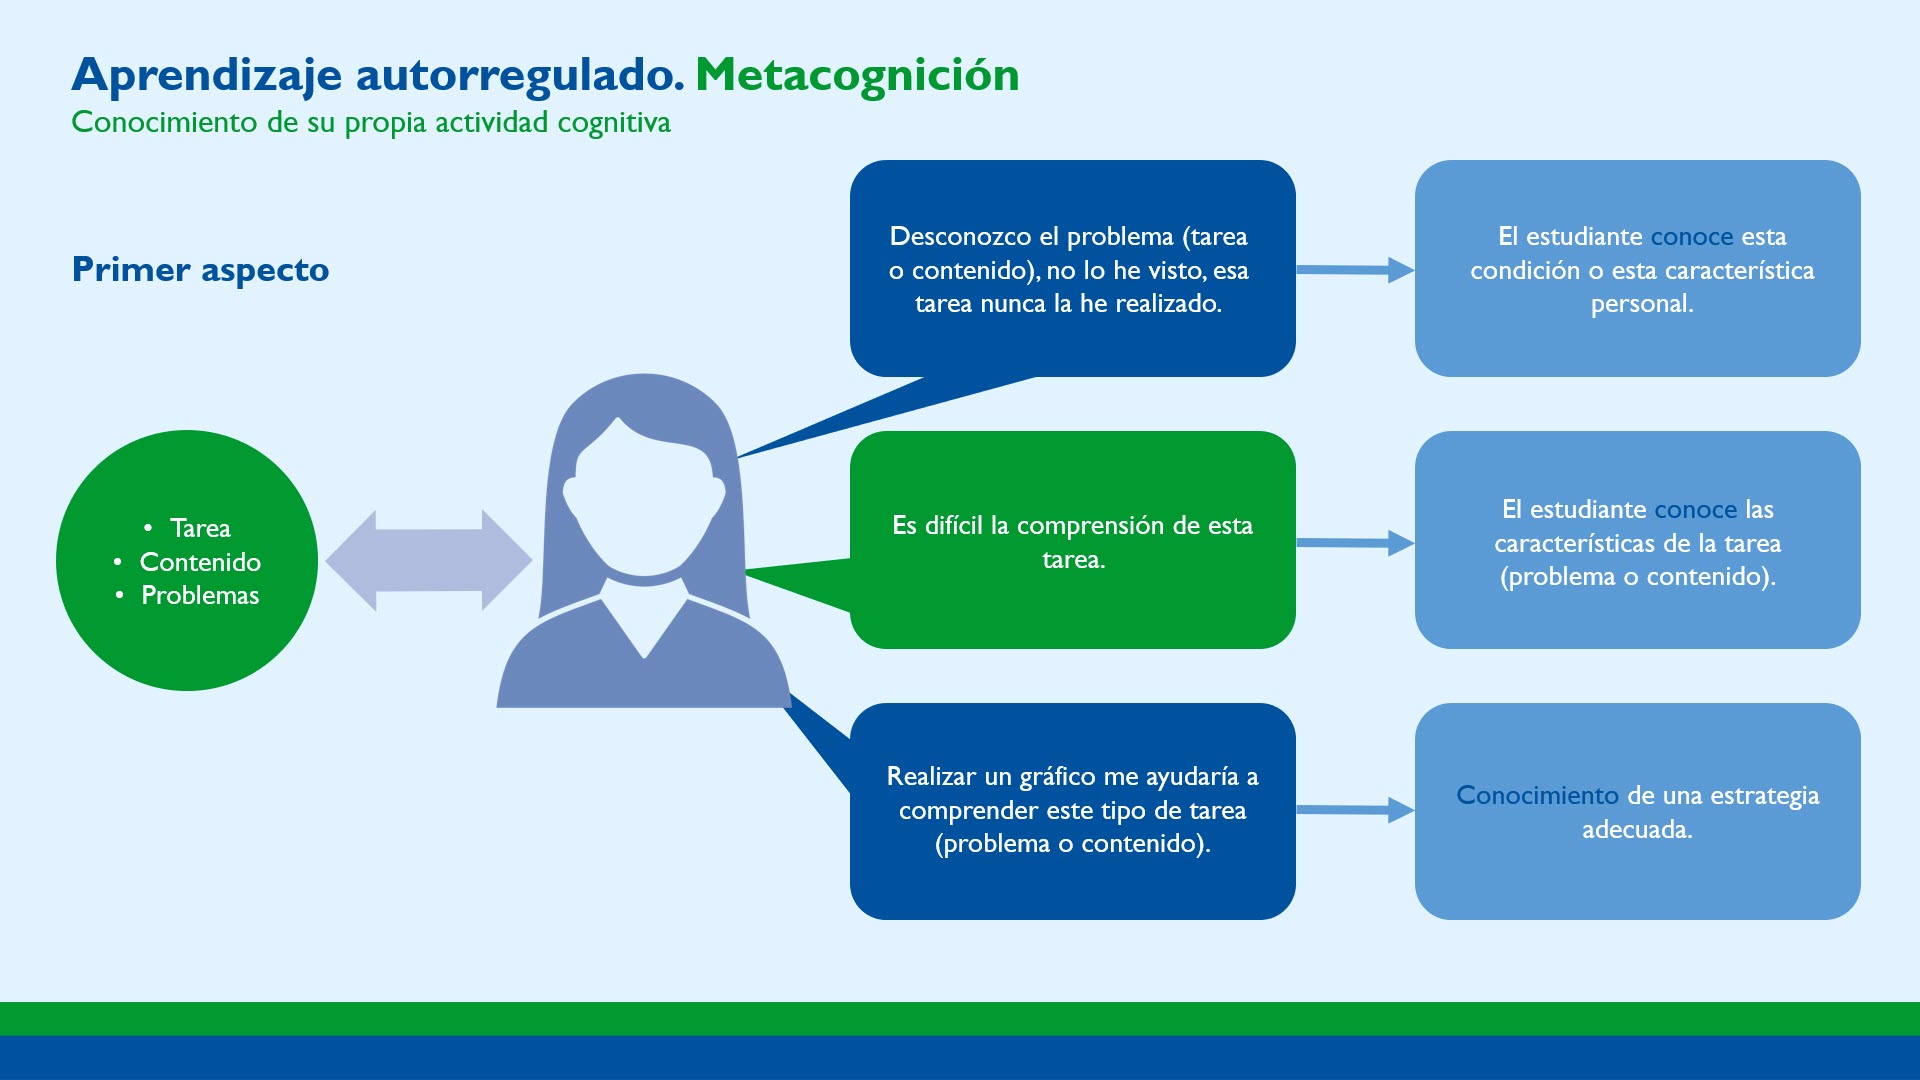 Aprendizaje autorregulado. Metacognición
Conocimiento de su propia actividad cognitiva
Primer aspecto
• Tarea
• Contenido
• Problemas
Desconozco el problema (tarea
o contenido), no lo he visto, esa
tarea nunca la he realizado.
El estudiante conoce esta
condición o esta característica
personal.
Es difícil la comprensión de esta
tarea.
El estudiante conoce las
características de la tarea
(problema o contenido).
Realizar un gráfico me ayudaría a
comprender este tipo de tarea
(problema o contenido).
Conocimiento de una estrategia
adecuada.